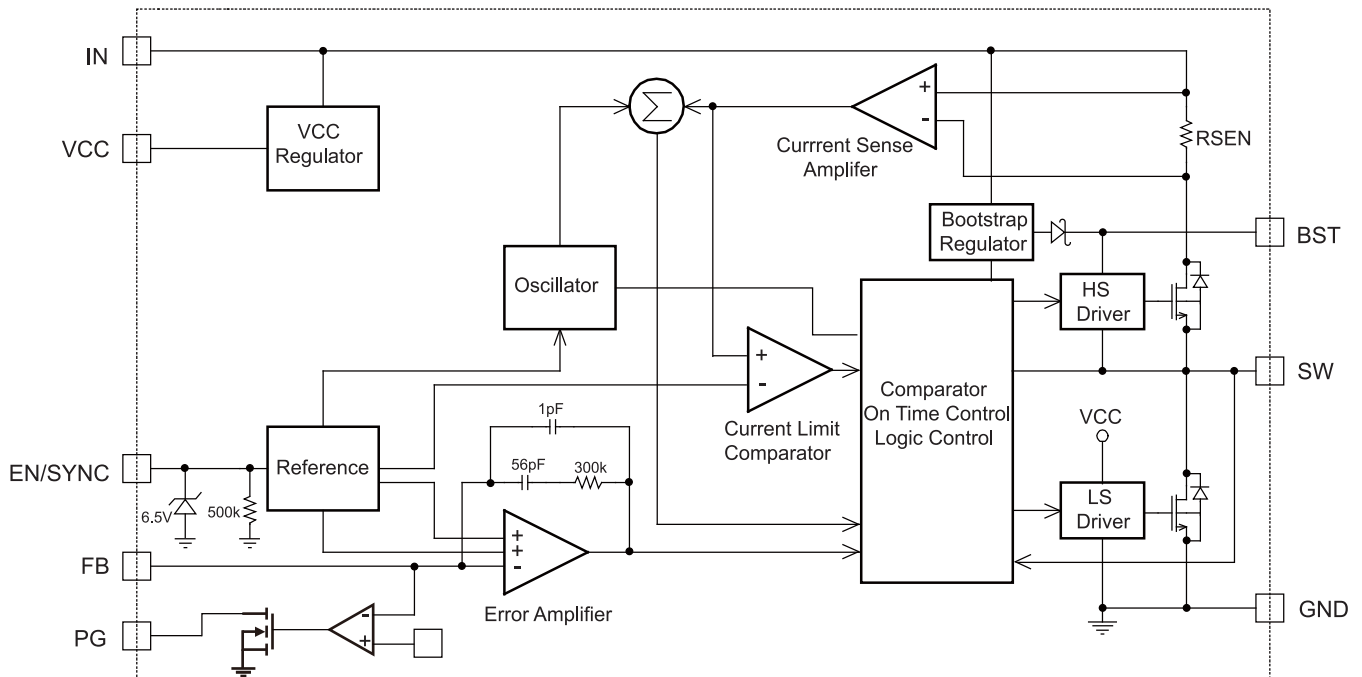 IN
VCC
VCC
Regulator
Σ
+
-
Currrent Sense
Amplifer
RSEN
Bootstrap
Regulator
BST
Oscillator
HS
Driver
+
-
Current Limit
Comparator
Comparator
On Time Control
Logic Control
SW
VCC
1pF
56pF
300k
EN/SYNC
Reference
6.5V
500k
LS
Driver
FB
+
+
-
Error Amplifier
PG
-
+
GND